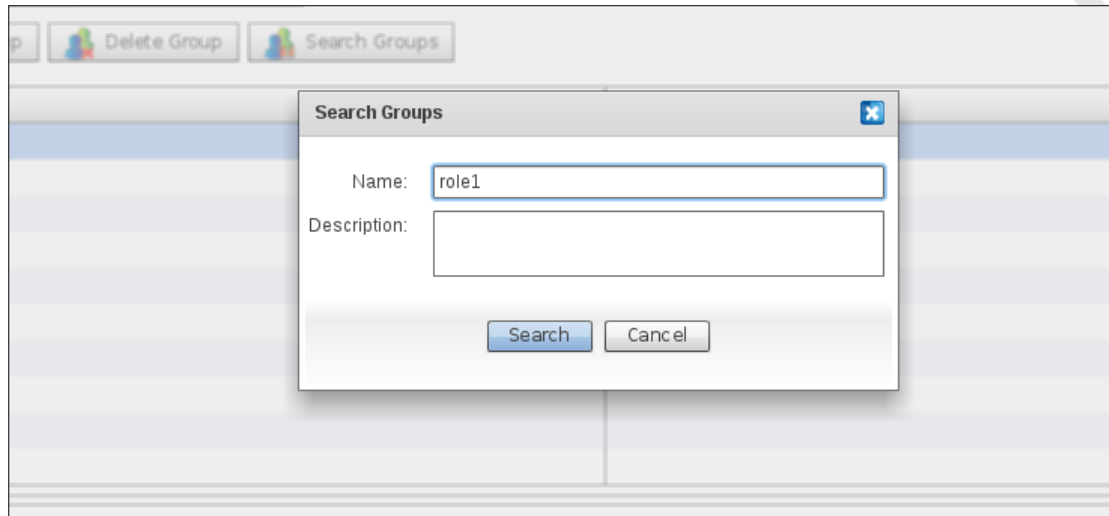 p Delete Group Search Groups
Search Groups
Name: role1
Description:
Search Cancel